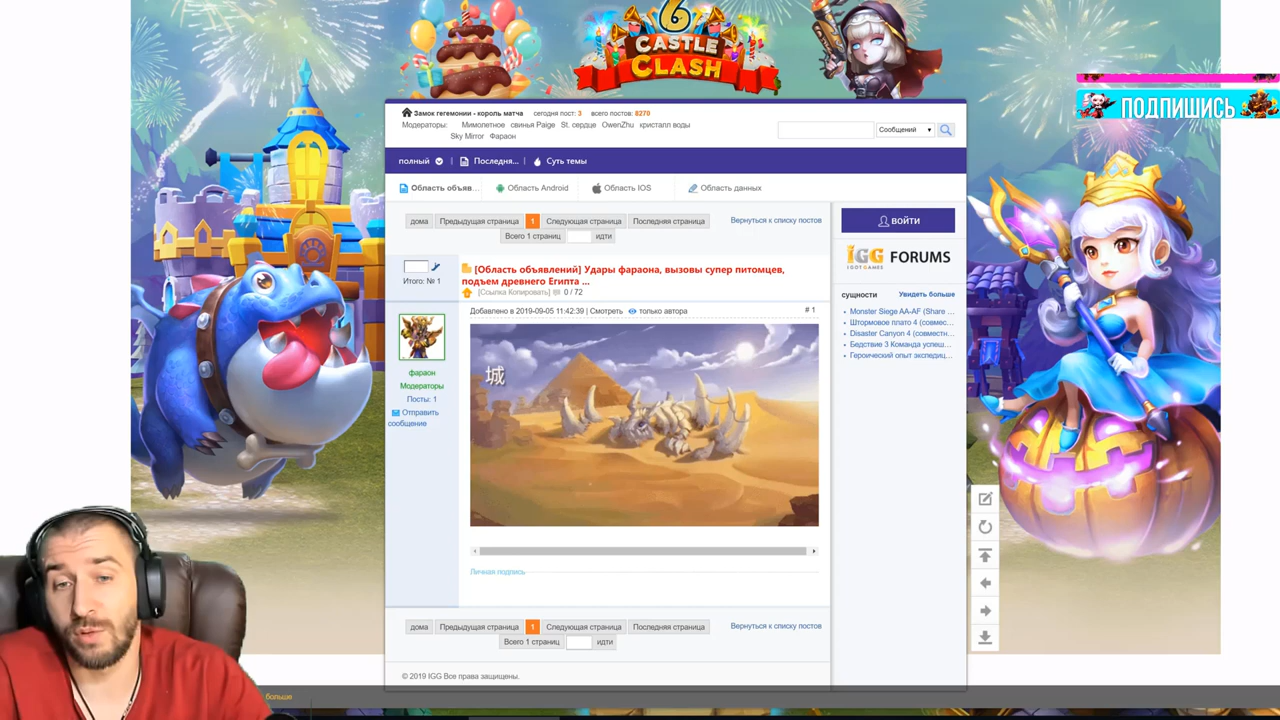 6
CASTLE
CLASH
ПОДПИШИСЬ
Замок гегемонии - король матча сегодня пост: 3 всего постов: 8270
Модераторы: Мимолетное свинья Paige St. сердце OwenZhu кристалл воды
Sky Mirror Фараон
Сообщений
полный | Последня... | Суть темы
Область объяв... Область Android Область IOS Область данных
дома Предыдущая страница 1 Следующая страница Последняя страница Вернуться к списку постов
Всего 1 страниц идти
войти
IGG FORUMS
I GOT GAMES
сущности Увидеть больше
Monster Siege AA-AF (Share ...
Штормовое плато 4 (совмес...
Disaster Canyon 4 (совместн...
Бедствие 3 Команда успеш...
Героический опыт экспедиц...
Итого: № 1
[Область объявлений] Удары фараона, вызовы супер питомцев,
подъем древнего Египта ...
[Ссылка Копировать] 0 / 72
Добавлено в 2019-09-05 11:42:39 | Смотреть только автора # 1
城
фараон
Модераторы
Посты: 1
Отправить
сообщение
Личная подпись
дома Предыдущая страница 1 Следующая страница Последняя страница Вернуться к списку постов
Всего 1 страниц идти
© 2019 IGG Все права защищены.
больше